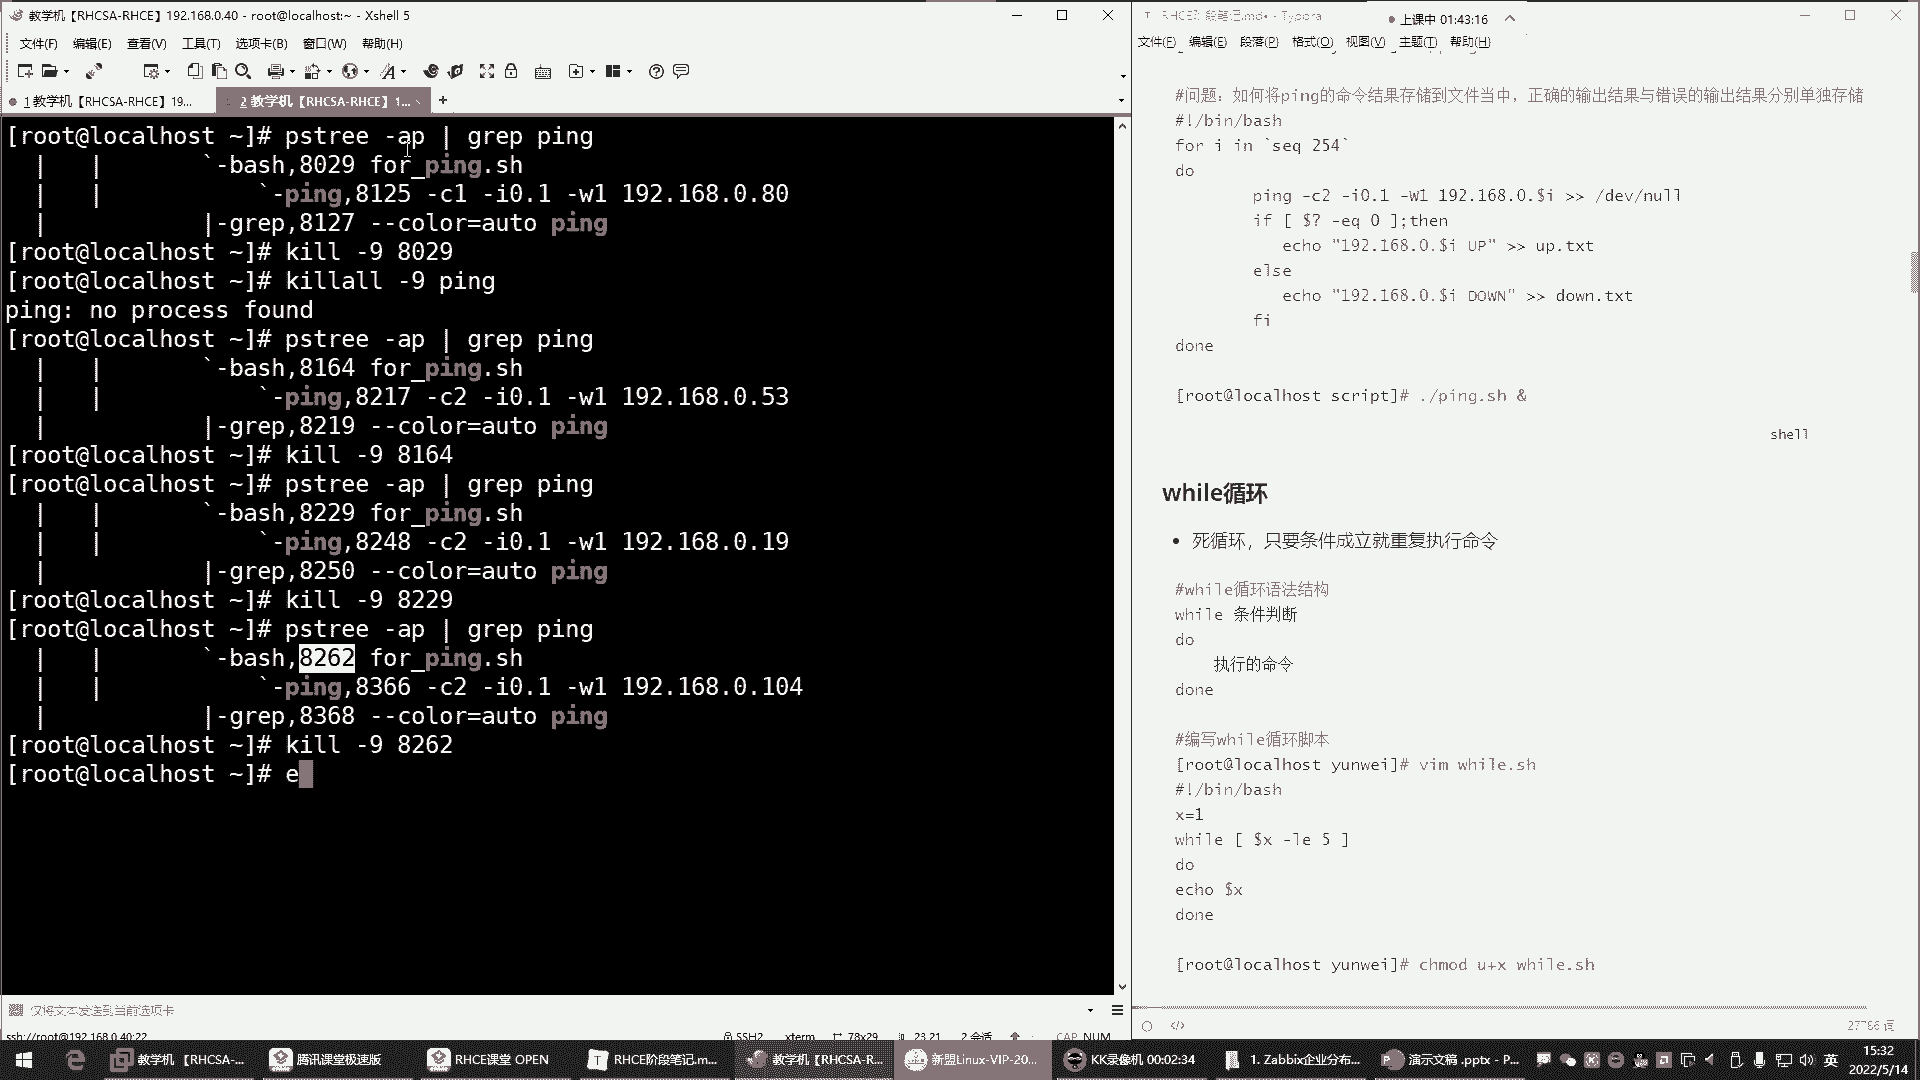 教学机【RHCSA-RHCE】192.168.0.40 - root@localhost:~ - Xshell 5
文件(F) 编辑(E) 查看(V) 工具(T) 选项卡(B) 窗口(W) 帮助(H)
1 教学机【RHCSA-RHCE】19...
2 教学机【RHCSA-RHCE】1...
[root@localhost ~]# pstree -ap | grep ping
| | `-bash,8029 for_ping.sh
| | `-ping,8125 -c1 -i0.1 -w1 192.168.0.80
| |-grep,8127 --color=auto ping
[root@localhost ~]# kill -9 8029
[root@localhost ~]# killall -9 ping
ping: no process found
[root@localhost ~]# pstree -ap | grep ping
| | `-bash,8164 for_ping.sh
| | `-ping,8217 -c2 -i0.1 -w1 192.168.0.53
| |-grep,8219 --color=auto ping
[root@localhost ~]# kill -9 8164
[root@localhost ~]# pstree -ap | grep ping
| | `-bash,8229 for_ping.sh
| | `-ping,8248 -c2 -i0.1 -w1 192.168.0.19
| |-grep,8250 --color=auto ping
[root@localhost ~]# kill -9 8229
[root@localhost ~]# pstree -ap | grep ping
| | `-bash,8262 for_ping.sh
| | `-ping,8366 -c2 -i0.1 -w1 192.168.0.104
| |-grep,8368 --color=auto ping
[root@localhost ~]# kill -9 8262
[root@localhost ~]# e
仅将文本发送到当前选项卡
ssh://root@192.168.0.40:22 SSH2 xterm 78x29 23,21 2 会话 CAP NUM
上课中 01:43:16
文件(F) 编辑(E) 段落(P) 格式(O) 视图(V) 主题(T) 帮助(H)
#问题：如何将ping的命令结果存储到文件当中，正确的输出结果与错误的输出结果分别单独存储
#!/bin/bash
for i in `seq 254`
do
ping -c2 -i0.1 -W1 192.168.0.$i >> /dev/null
if [ $? -eq 0 ];then
echo "192.168.0.$i UP" >> up.txt
else
echo "192.168.0.$i DOWN" >> down.txt
fi
done
[root@localhost script]# ./ping.sh &
shell
while循环
• 死循环，只要条件成立就重复执行命令
#while循环语法结构
while 条件判断
do
执行的命令
done
#编写while循环脚本
[root@localhost yunwei]# vim while.sh
#!/bin/bash
x=1
while [ $x -le 5 ]
do
echo $x
done
[root@localhost yunwei]# chmod u+x while.sh
教学机 【RHCSA-... 腾讯课堂极速版 RHCE课堂 OPEN RHCE阶段笔记.m... 教学机【RHCSA-R... 新盟Linux-VIP-20... KK录像机 00:02:34 1. Zabbix企业分布... 演示文稿 .pptx - P... 英
15:32
2022/5/14